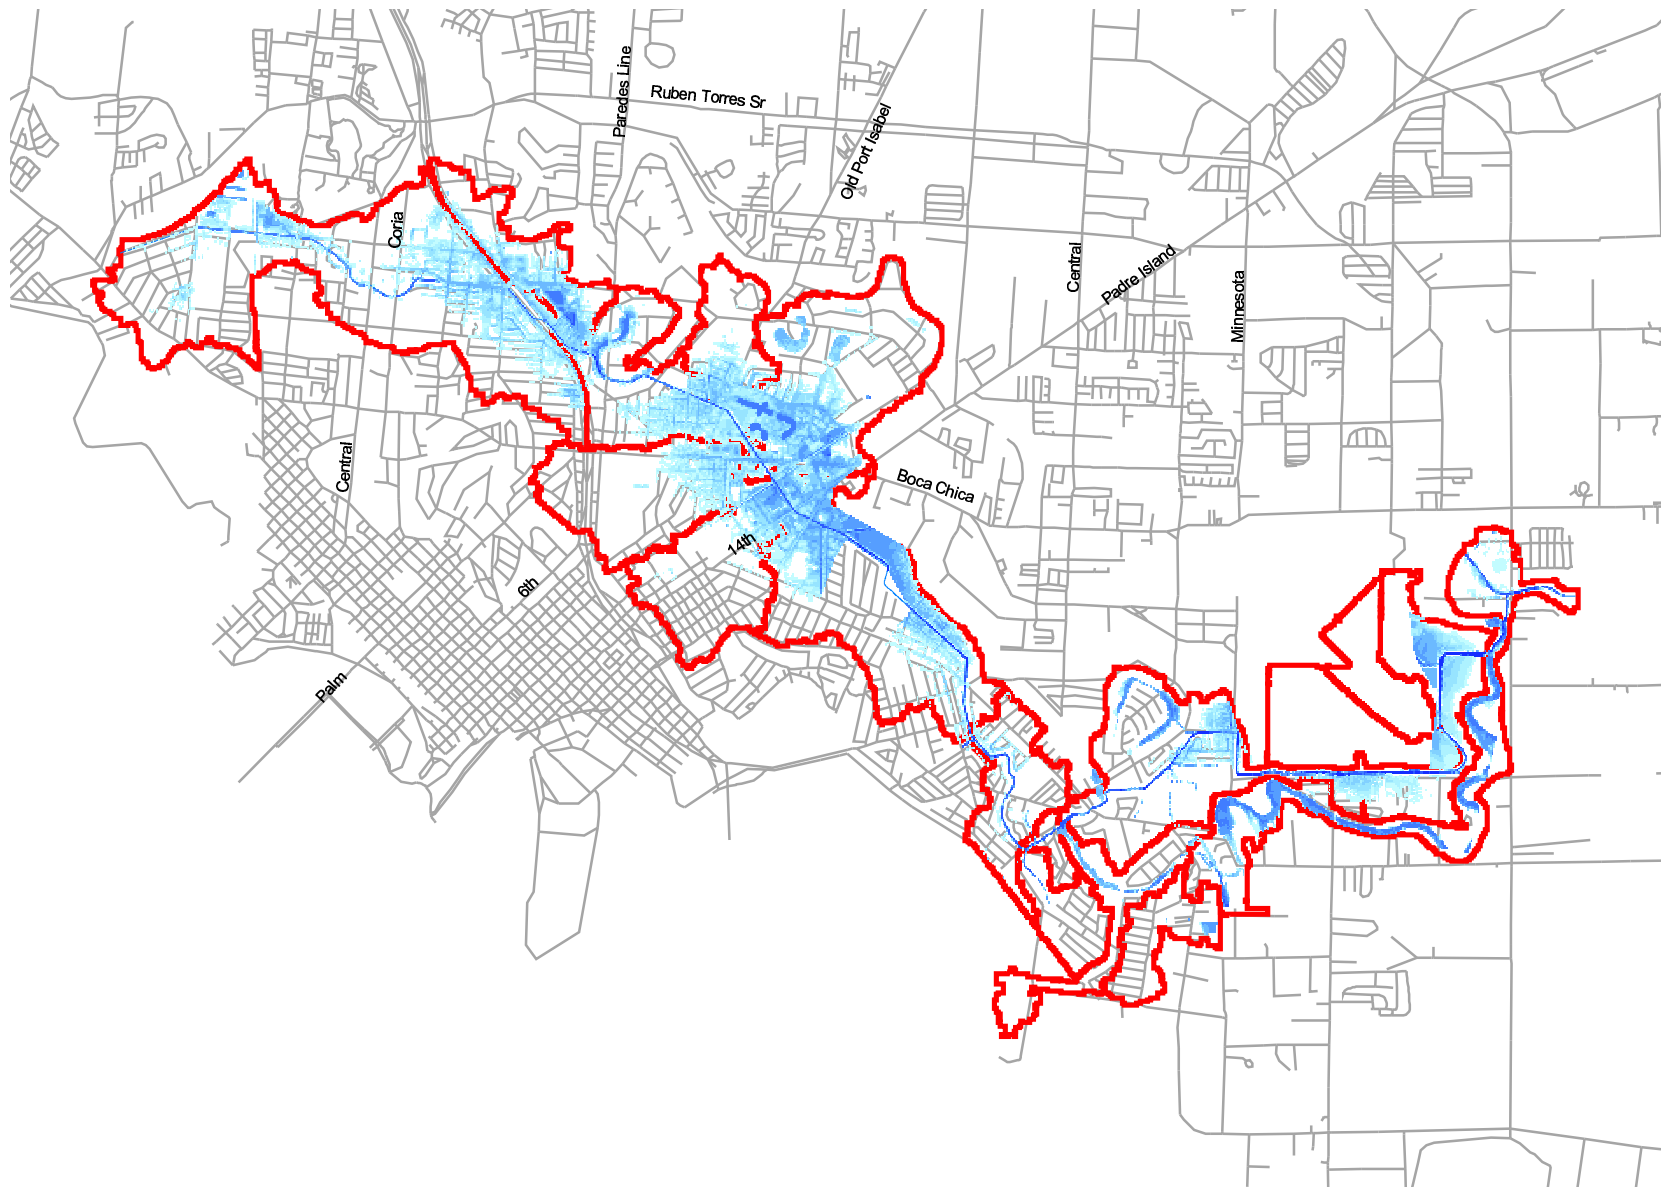 Paredes Line
Ruben Torres Sr
Old Port Isabel
Coria
Central
Padre Island
Minnesota
Central
Boca Chica
14th
6th
Palm